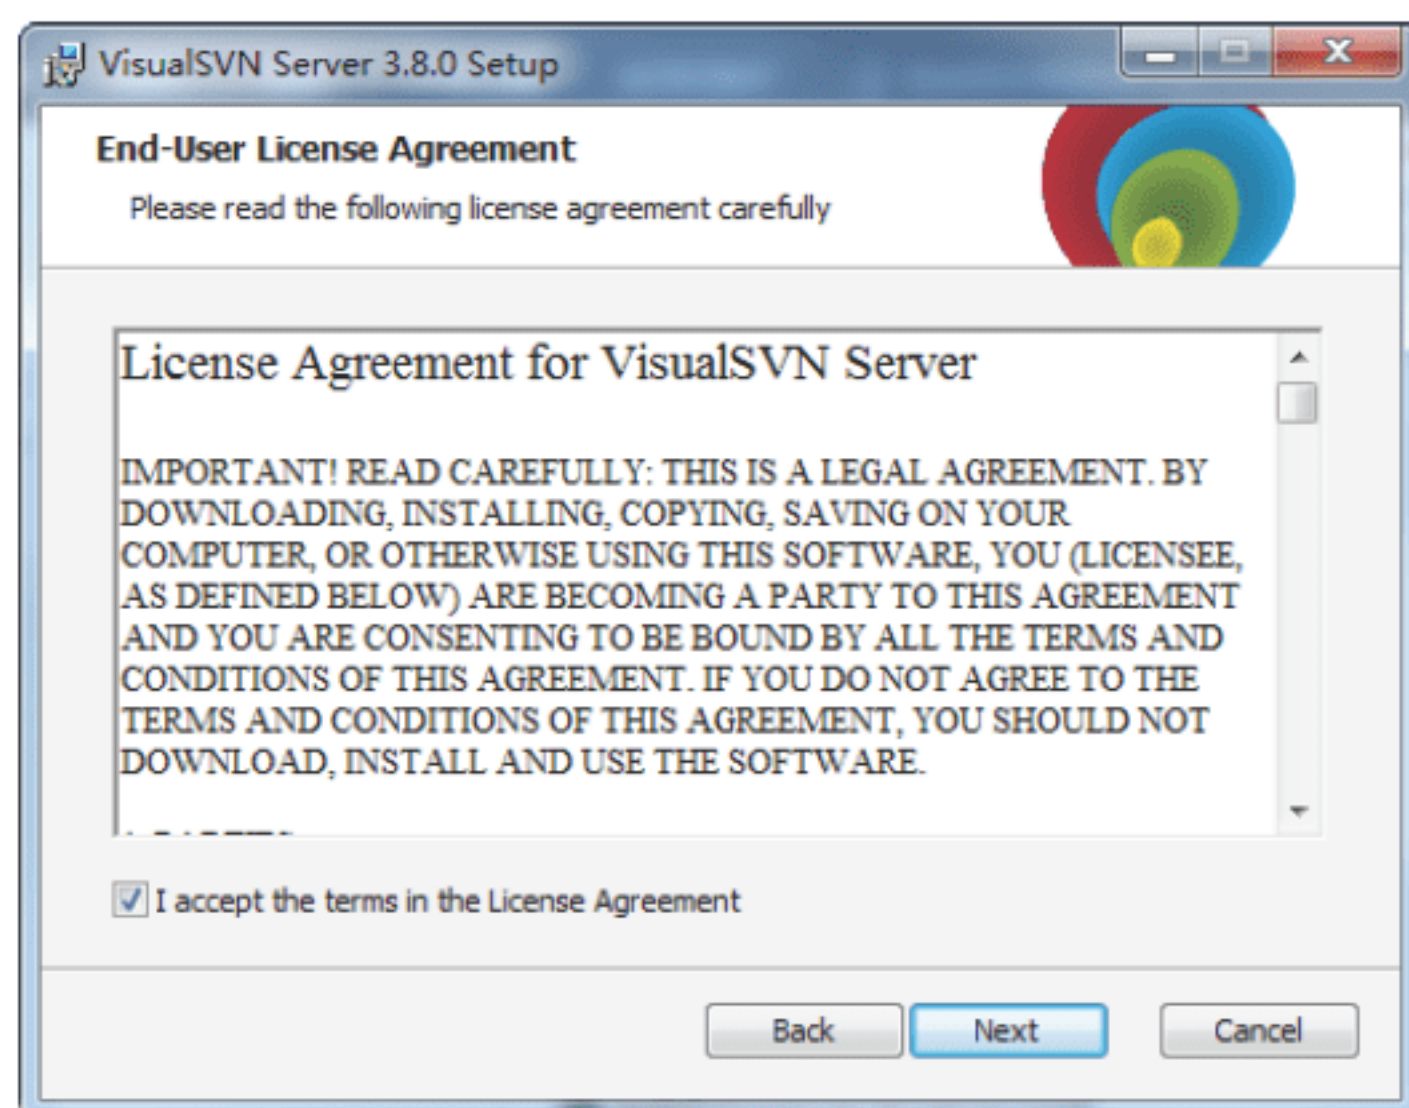 VisualSVN Server 3.8.0 Setup
End-User License Agreement
Please read the following license agreement carefully
License Agreement for VisualSVN Server
IMPORTANT! READ CAREFULLY: THIS IS A LEGAL AGREEMENT. BY
DOWNLOADING, INSTALLING, COPYING, SAVING ON YOUR
COMPUTER, OR OTHERWISE USING THIS SOFTWARE, YOU (LICENSEE,
AS DEFINED BELOW) ARE BECOMING A PARTY TO THIS AGREEMENT
AND YOU ARE CONSENTING TO BE BOUND BY ALL THE TERMS AND
CONDITIONS OF THIS AGREEMENT. IF YOU DO NOT AGREE TO THE
TERMS AND CONDITIONS OF THIS AGREEMENT, YOU SHOULD NOT
DOWNLOAD, INSTALL AND USE THE SOFTWARE.
I accept the terms in the License Agreement
Back Next Cancel